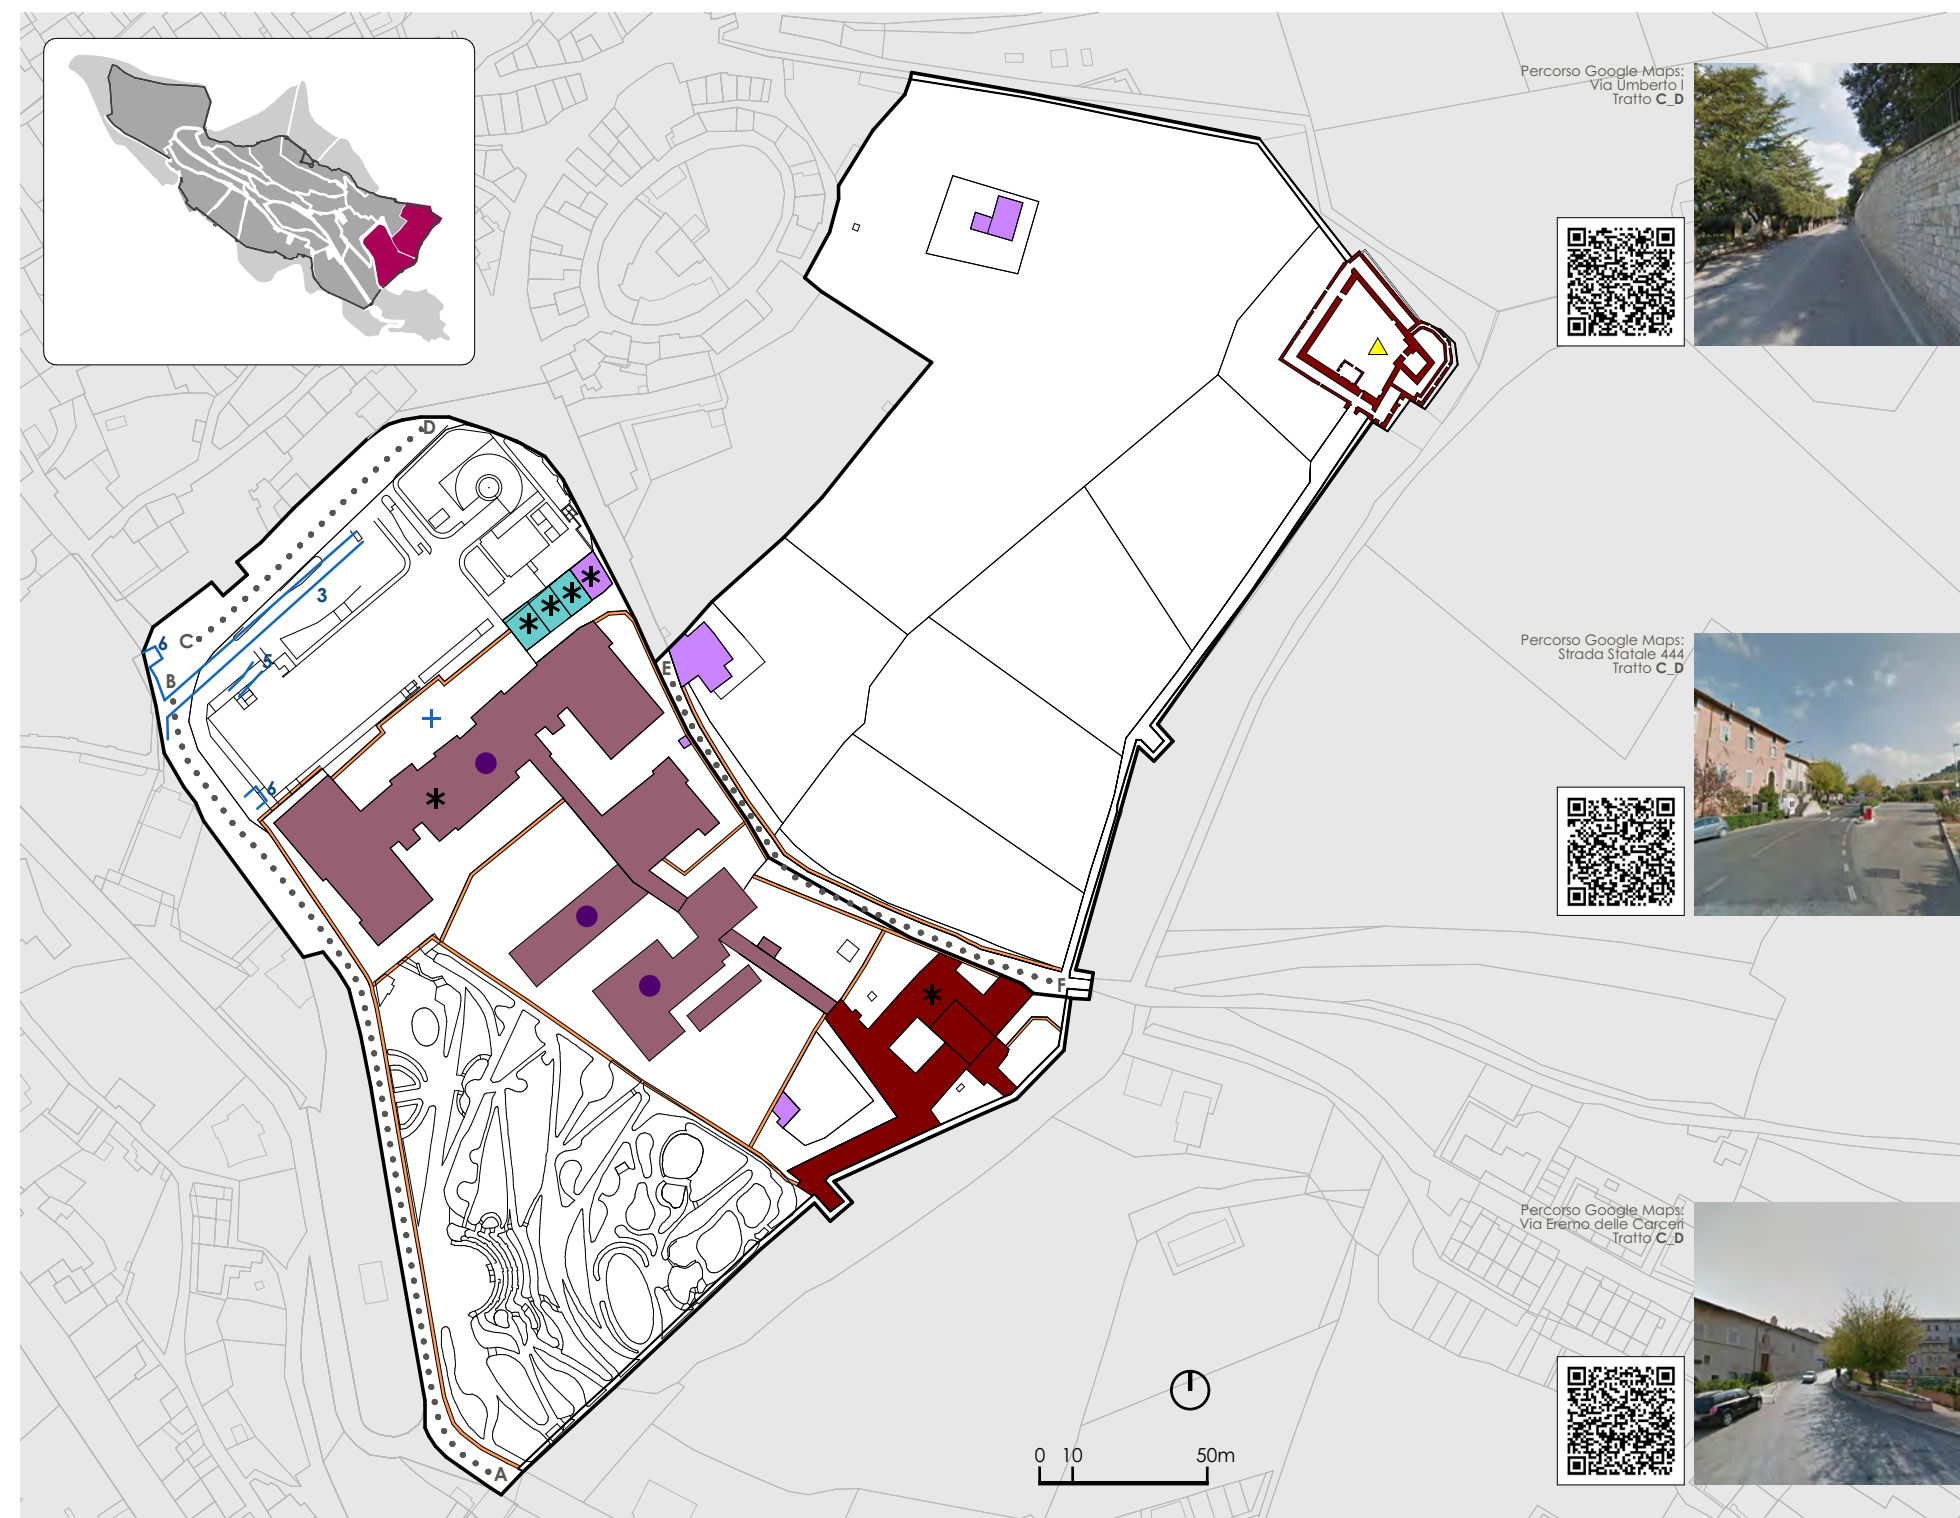 Percorso Google Maps:
Via Umberto I
Tratto C_D
D
3
6
C
5
B
E
6
Percorso Google Maps:
Strada Statale 444
Tratto C_D
F
Percorso Google Maps:
Via Eremo delle Carceri
Tratto C_D
A
0 10 50m